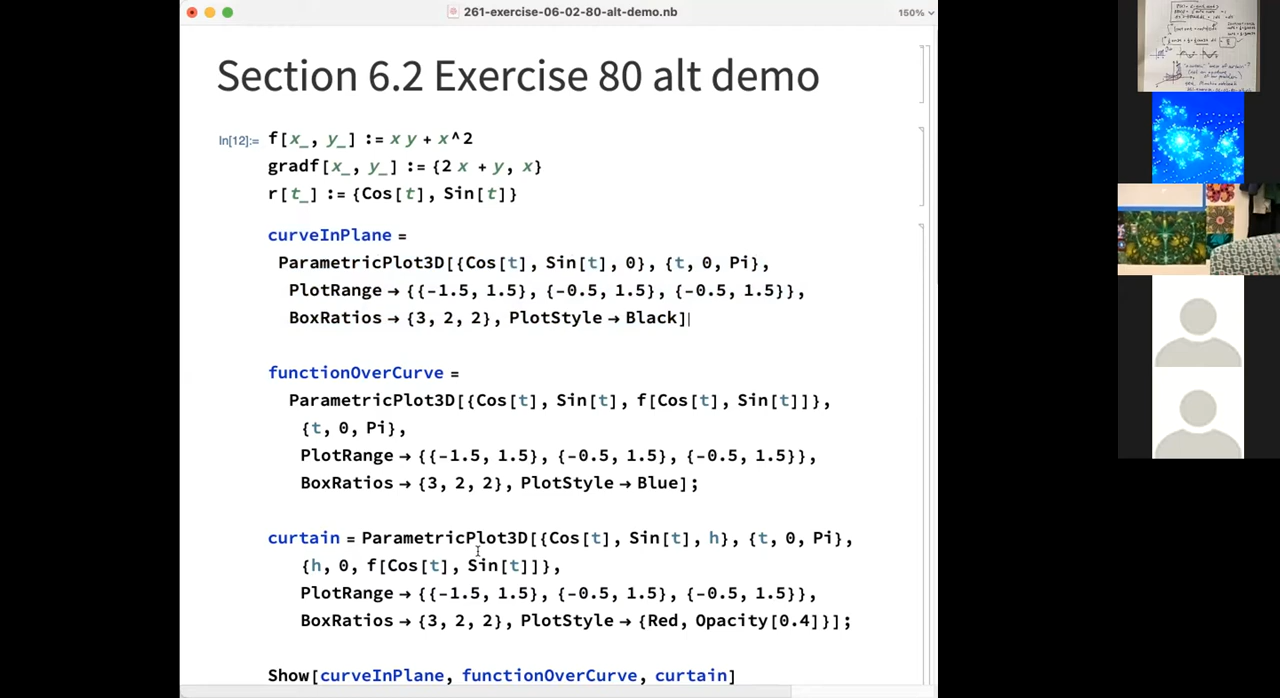 261-exercise-06-02-80-alt-demo.nb
150%
Section 6.2 Exercise 80 alt demo
In[12]:= f[x_, y_] := x y + x^2
gradf[x_, y_] := {2 x + y, x}
r[t_] := {Cos[t], Sin[t]}
curveInPlane =
ParametricPlot3D[{Cos[t], Sin[t], 0}, {t, 0, Pi},
PlotRange → {{-1.5, 1.5}, {-0.5, 1.5}, {-0.5, 1.5}},
BoxRatios → {3, 2, 2}, PlotStyle → Black]
functionOverCurve =
ParametricPlot3D[{Cos[t], Sin[t], f[Cos[t], Sin[t]]},
{t, 0, Pi},
PlotRange → {{-1.5, 1.5}, {-0.5, 1.5}, {-0.5, 1.5}},
BoxRatios → {3, 2, 2}, PlotStyle → Blue];
curtain = ParametricPlot3D[{Cos[t], Sin[t], h}, {t, 0, Pi},
{h, 0, f[Cos[t], Sin[t]]},
PlotRange → {{-1.5, 1.5}, {-0.5, 1.5}, {-0.5, 1.5}},
BoxRatios → {3, 2, 2}, PlotStyle → {Red, Opacity[0.4]}];
Show[curveInPlane, functionOverCurve, curtain]